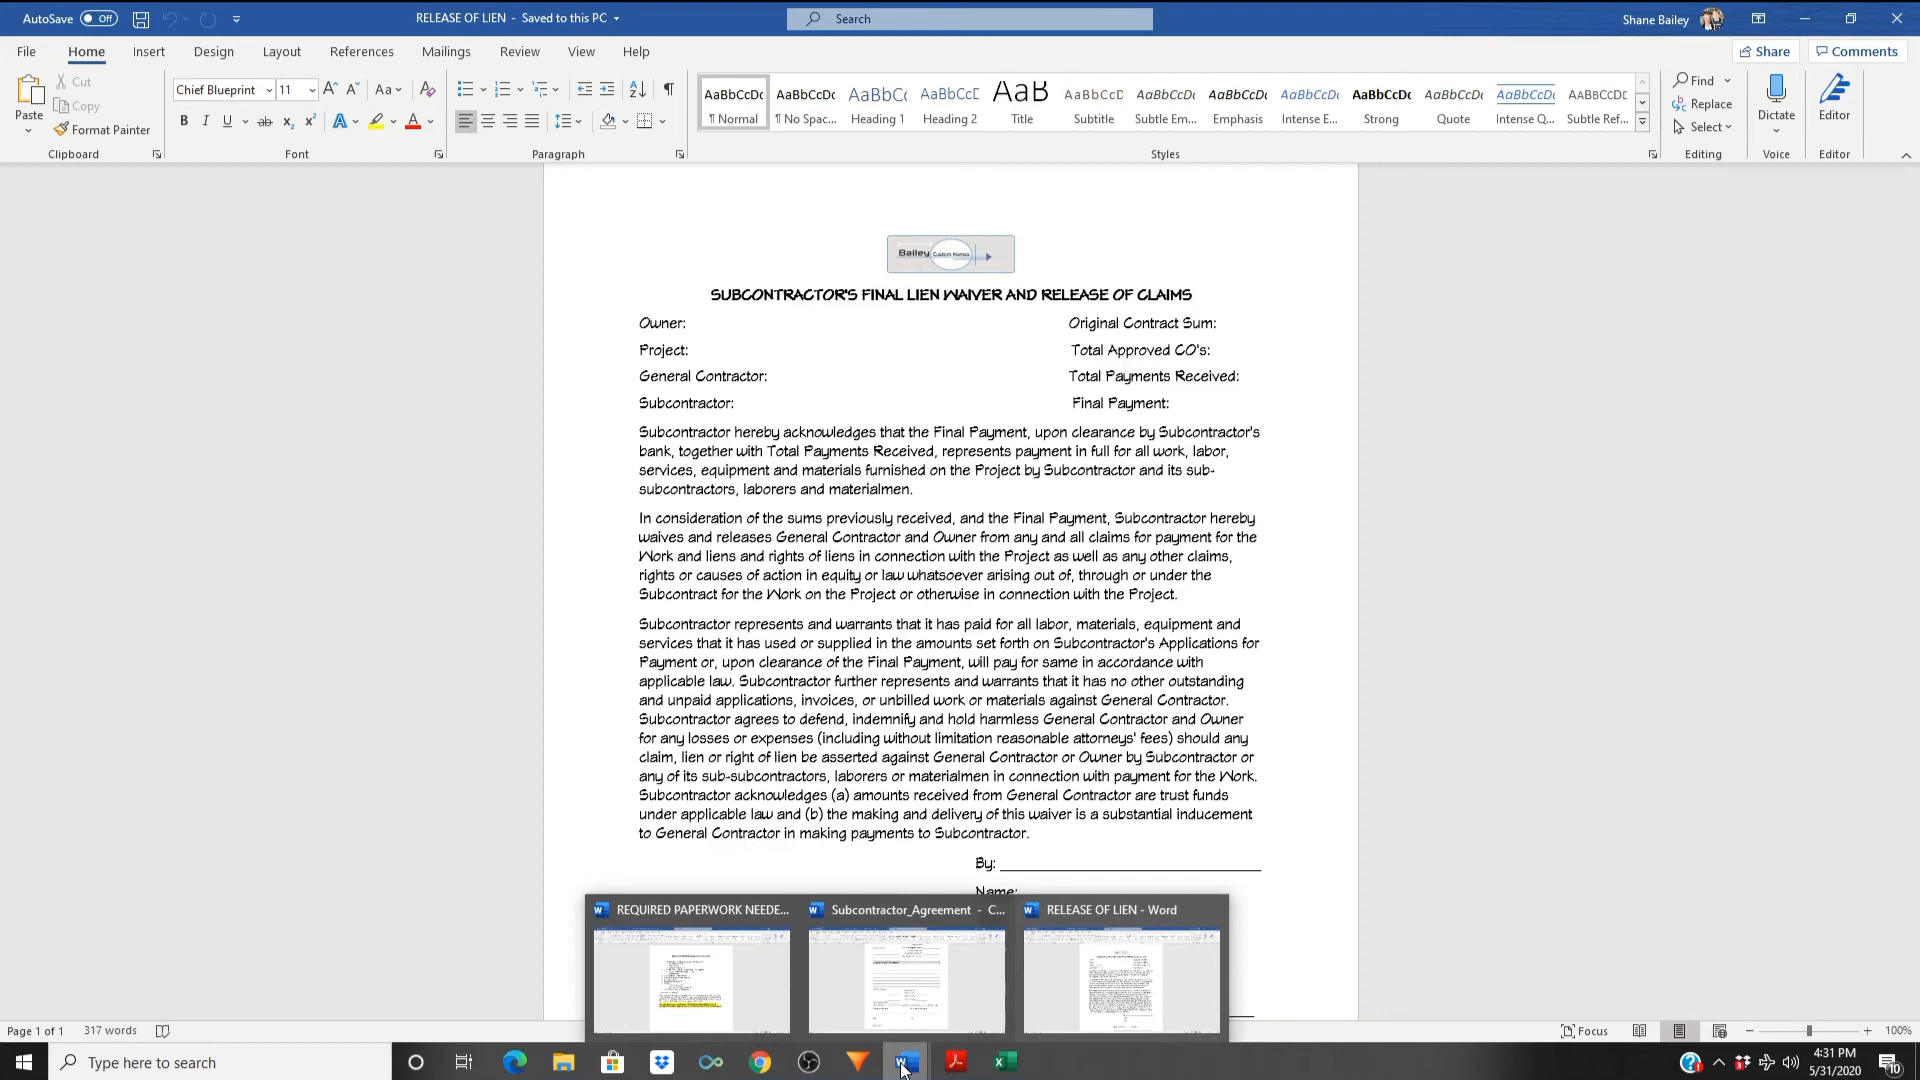 AutoSave Off
RELEASE OF LIEN - Saved to this PC
Search
Shane Bailey
File Home Insert Design Layout References Mailings Review View Help
Share Comments
Paste
Cut
Copy
Format Painter
Clipboard
Chief Blueprint 11
Font
Paragraph
AaBbCcDc AaBbCcDc AaBbCc AaBbCcD AaB AaBbCcD AaBbCcDc AaBbCcDc AaBbCcDc AaBbCcDc AaBbCcDc AaBbCcDc AABBCCDC
¶ Normal ¶ No Spac... Heading 1 Heading 2 Title Subtitle Subtle Em... Emphasis Intense E... Strong Quote Intense Q... Subtle Ref...
Styles
Find
Replace
Select
Editing
Dictate
Voice
Editor
Editor
Bailey Custom Homes
SUBCONTRACTOR'S FINAL LIEN WAIVER AND RELEASE OF CLAIMS
Owner: Original Contract Sum:
Project: Total Approved CO's:
General Contractor: Total Payments Received:
Subcontractor: Final Payment:
Subcontractor hereby acknowledges that the Final Payment, upon clearance by Subcontractor's
bank, together with Total Payments Received, represents payment in full for all work, labor,
services, equipment and materials furnished on the Project by Subcontractor and its sub-
subcontractors, laborers and materialmen.
In consideration of the sums previously received, and the Final Payment, Subcontractor hereby
waives and releases General Contractor and Owner from any and all claims for payment for the
Work and liens and rights of liens in connection with the Project as well as any other claims,
rights or causes of action in equity or law whatsoever arising out of, through or under the
Subcontract for the Work on the Project or otherwise in connection with the Project.
Subcontractor represents and warrants that it has paid for all labor, materials, equipment and
services that it has used or supplied in the amounts set forth on Subcontractor's Applications for
Payment or, upon clearance of the Final Payment, will pay for same in accordance with
applicable law. Subcontractor further represents and warrants that it has no other outstanding
and unpaid applications, invoices, or unbilled work or materials against General Contractor.
Subcontractor agrees to defend, indemnify and hold harmless General Contractor and Owner
for any losses or expenses (including without limitation reasonable attorneys' fees) should any
claim, lien or right of lien be asserted against General Contractor or Owner by Subcontractor or
any of its sub-subcontractors, laborers or materialmen in connection with payment for the Work.
Subcontractor acknowledges (a) amounts received from General Contractor are trust funds
under applicable law and (b) the making and delivery of this waiver is a substantial inducement
to General Contractor in making payments to Subcontractor.
By:
Name:
REQUIRED PAPERWORK NEEDE... Subcontractor_Agreement - C... RELEASE OF LIEN - Word
Page 1 of 1 317 words
Focus
100%
Type here to search
4:31 PM
5/31/2020
10